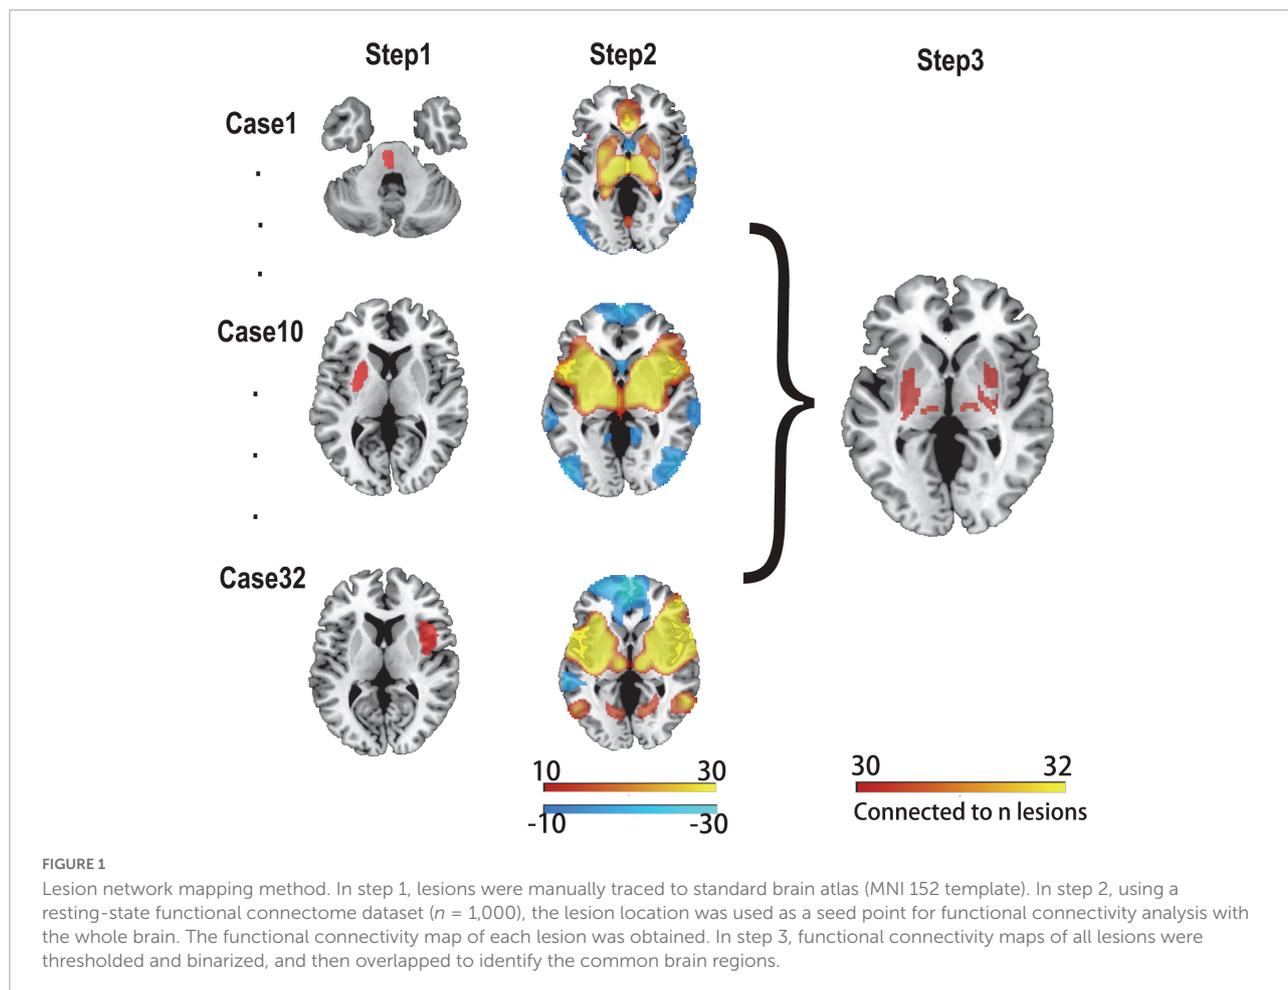 Step1
Step2
Step3
Case1
Case10
Case32
10 30
-10 -30
30 32
Connected to n lesions
FIGURE 1
Lesion network mapping method. In step 1, lesions were manually traced to standard brain atlas (MNI 152 template). In step 2, using a
resting-state functional connectome dataset (n = 1,000), the lesion location was used as a seed point for functional connectivity analysis with
the whole brain. The functional connectivity map of each lesion was obtained. In step 3, functional connectivity maps of all lesions were
thresholded and binarized, and then overlapped to identify the common brain regions.